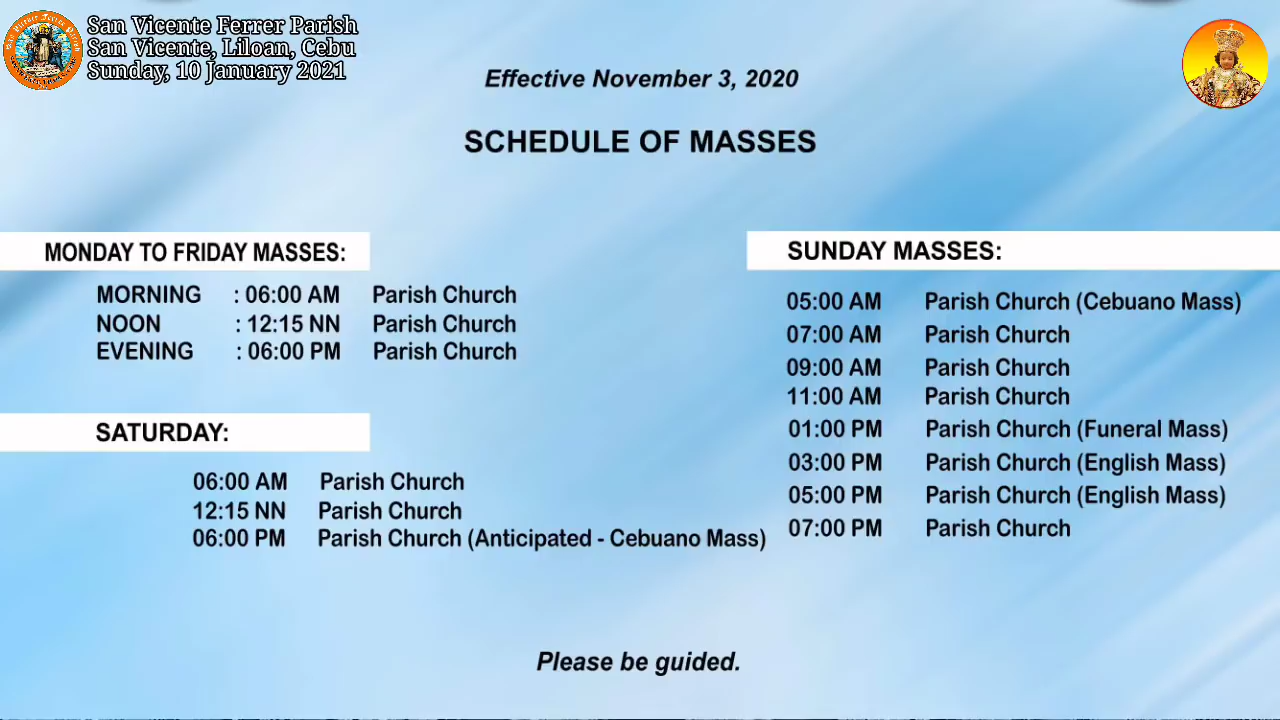 San Vicente Ferrer Parish
San Vicente, Liloan, Cebu
Sunday, 10 January 2021
Effective November 3, 2020
SCHEDULE OF MASSES
MONDAY TO FRIDAY MASSES:
MORNING : 06:00 AM Parish Church
NOON : 12:15 NN Parish Church
EVENING : 06:00 PM Parish Church
SATURDAY:
06:00 AM Parish Church
12:15 NN Parish Church
06:00 PM Parish Church (Anticipated - Cebuano Mass)
SUNDAY MASSES:
05:00 AM Parish Church (Cebuano Mass)
07:00 AM Parish Church
09:00 AM Parish Church
11:00 AM Parish Church
01:00 PM Parish Church (Funeral Mass)
03:00 PM Parish Church (English Mass)
05:00 PM Parish Church (English Mass)
07:00 PM Parish Church
Please be guided.